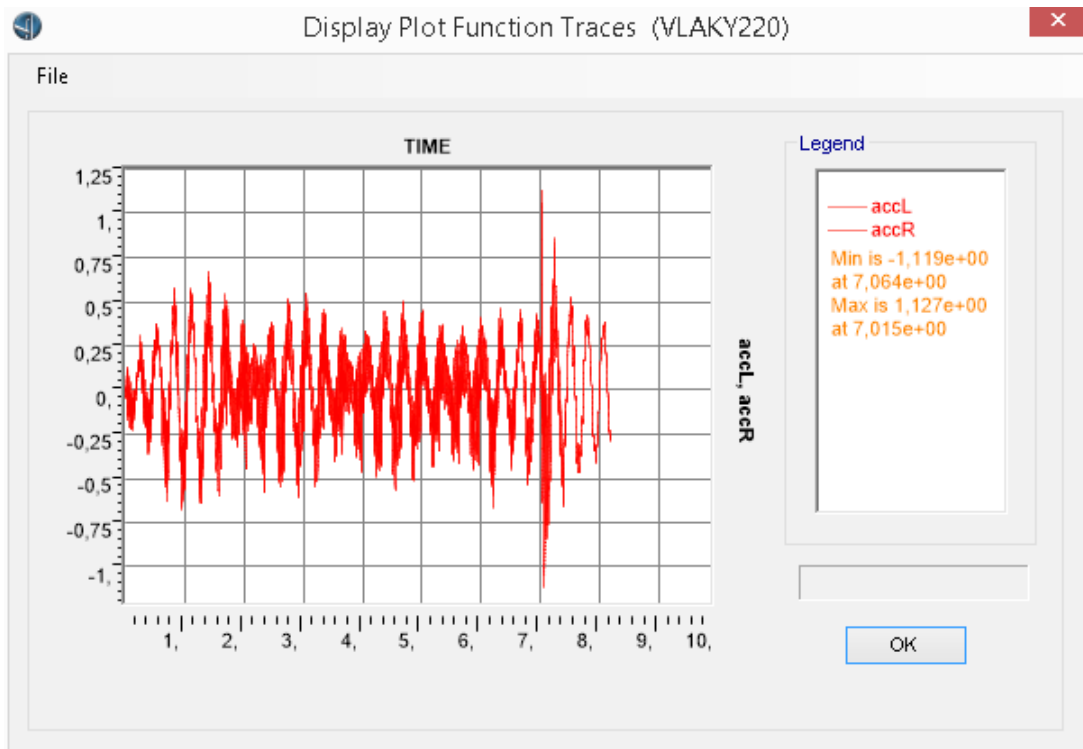 Display Plot Function Traces (VLAKY220)
File
TIME
1,25
1,
0,75
0,5
0,25
0,
-0,25
-0,5
-0,75
-1,
1, 2, 3, 4, 5, 6, 7, 8, 9, 10,
accL, accR
Legend
accL
accR
Min is -1,119e+00
at 7,064e+00
Max is 1,127e+00
at 7,015e+00
OK